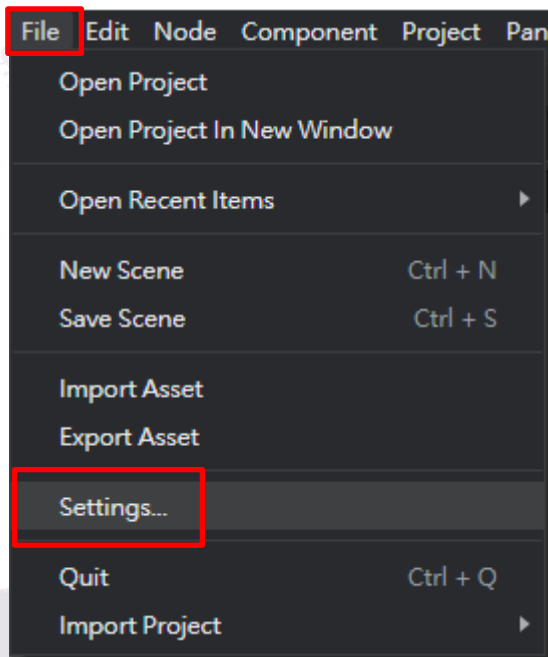 File Edit Node Component Project Pan
Open Project
Open Project In New Window
Open Recent Items
New Scene Ctrl + N
Save Scene Ctrl + S
Import Asset
Export Asset
Settings...
Quit Ctrl + Q
Import Project